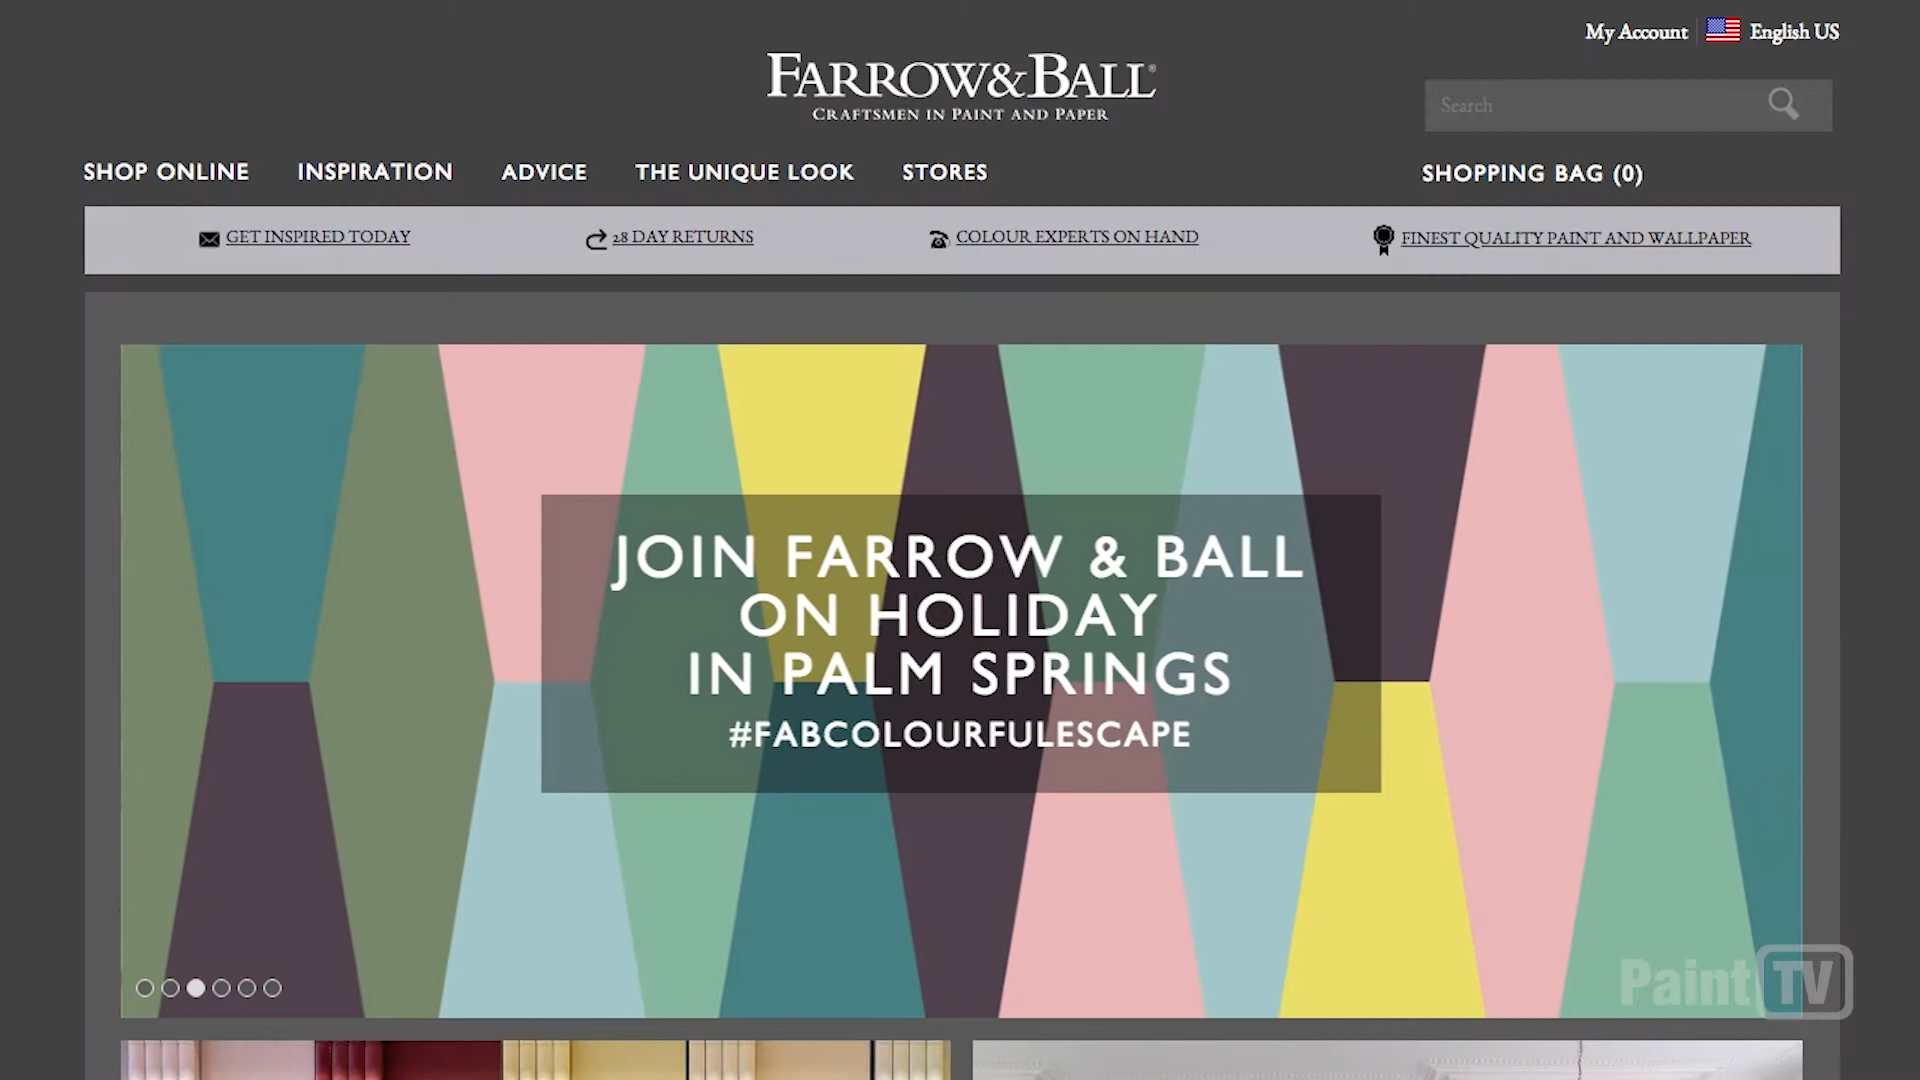 My Account English US
FARROW&BALL®
CRAFTSMEN IN PAINT AND PAPER
Search
SHOP ONLINE INSPIRATION ADVICE THE UNIQUE LOOK STORES SHOPPING BAG (0)
GET INSPIRED TODAY 28 DAY RETURNS COLOUR EXPERTS ON HAND FINEST QUALITY PAINT AND WALLPAPER
JOIN FARROW & BALL
ON HOLIDAY
IN PALM SPRINGS
#FABCOLOURFULESCAPE
Paint TV